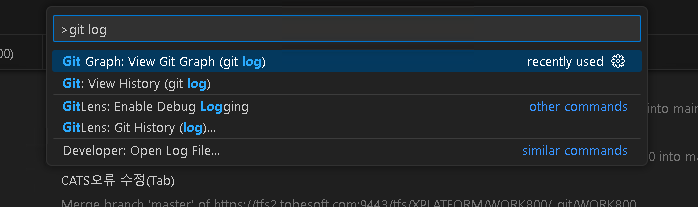 >git log
00)
Git Graph: View Git Graph (git log) recently used
Git: View History (git log)
GitLens: Enable Debug Logging other commands
into main
GitLens: Git History (log)...
Developer: Open Log File... similar commands
0 into ma
CATS오류 수정(Tab)
Merge branch 'master' of https://tfs2.tobesoft.com:9443/tfs/XPLATFORM/WORK800/_git/WORK800